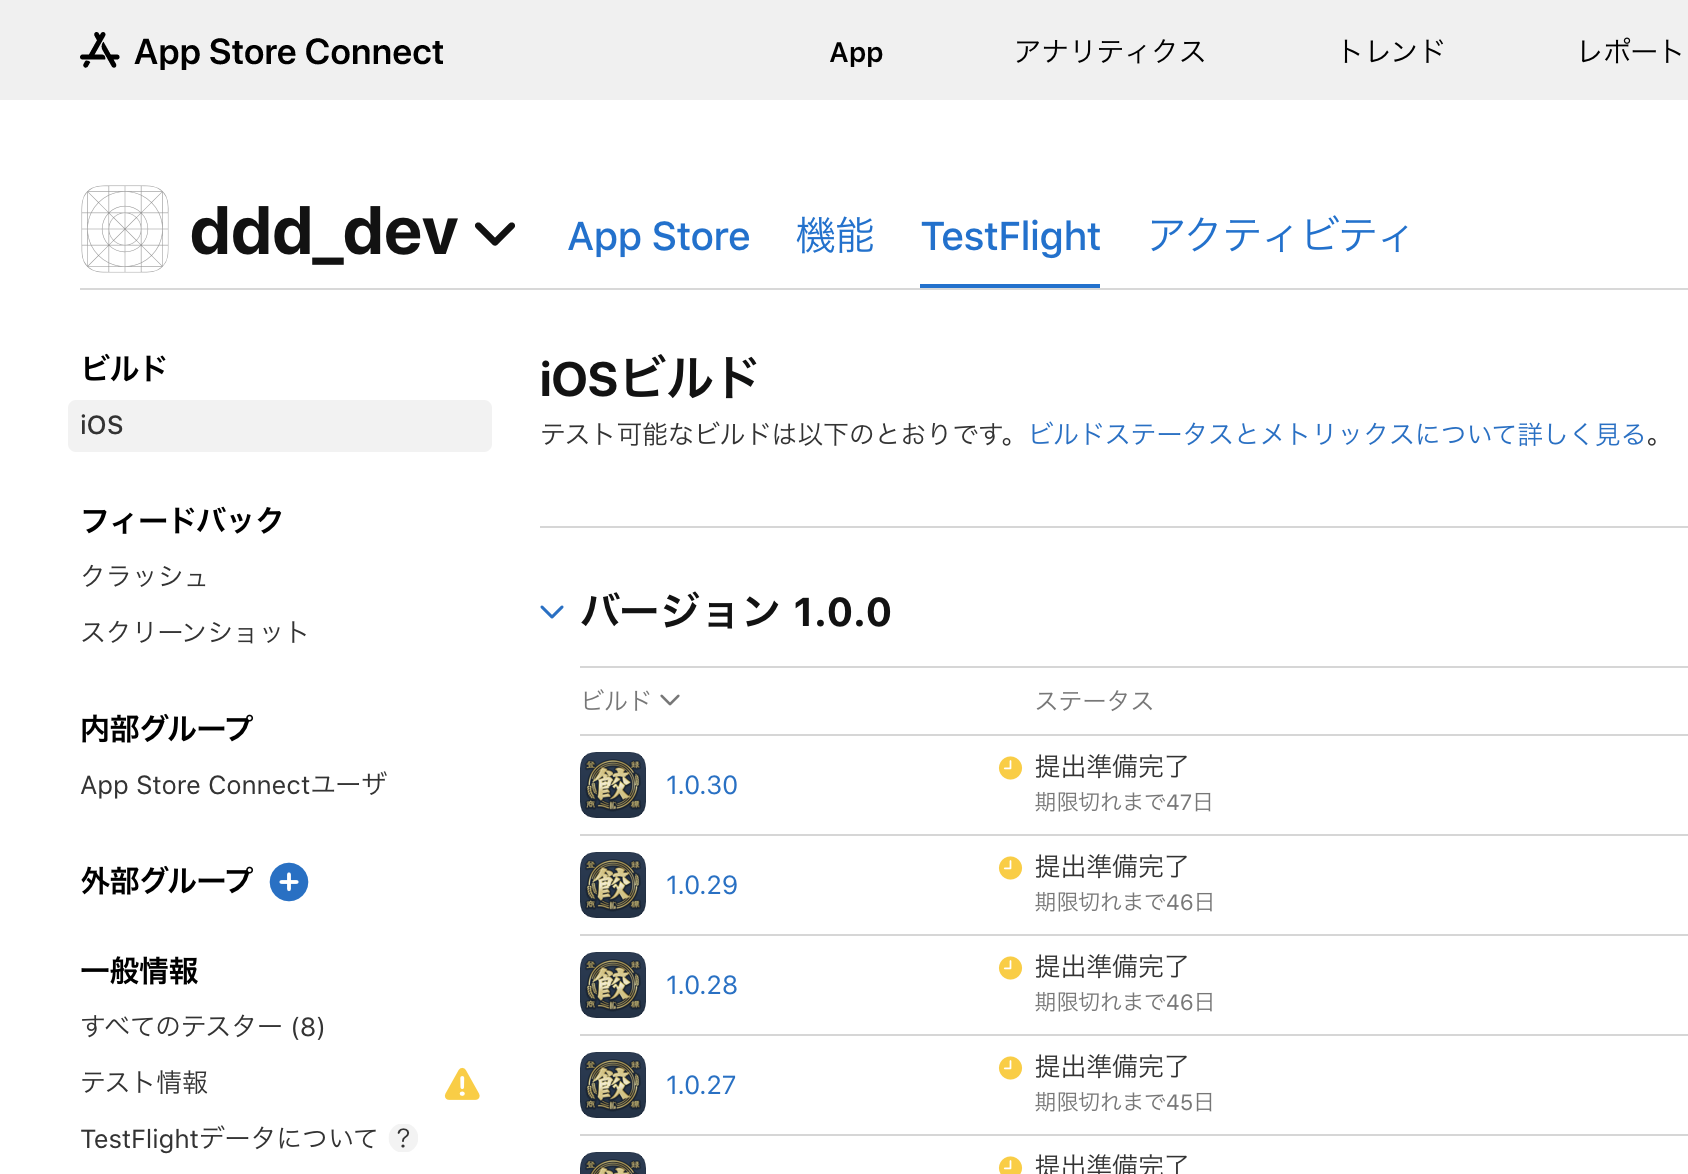 App Store Connect
App
アナリティクス
トレンド
レポート
ddd_dev
App Store
機能
TestFlight
アクティビティ
ビルド
iOS
フィードバック
クラッシュ
スクリーンショット
内部グループ
App Store Connectユーザ
外部グループ
一般情報
すべてのテスター (8)
テスト情報
TestFlightデータについて ?
iOSビルド
テスト可能なビルドは以下のとおりです。ビルドステータスとメトリックスについて詳しく見る。
バージョン 1.0.0
ビルド
ステータス
餃
1.0.30
提出準備完了
期限切れまで47日
餃
1.0.29
提出準備完了
期限切れまで46日
餃
1.0.28
提出準備完了
期限切れまで46日
餃
1.0.27
提出準備完了
期限切れまで45日
提出準備完了